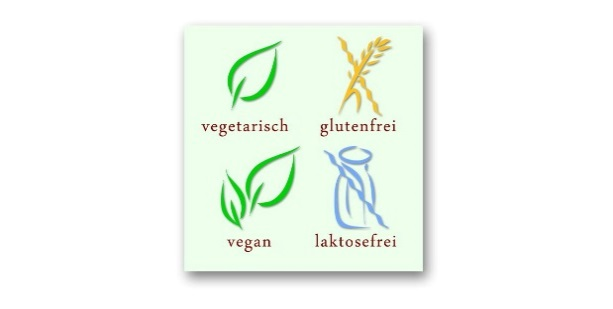 vegetarisch
glutenfrei
vegan
laktosefrei